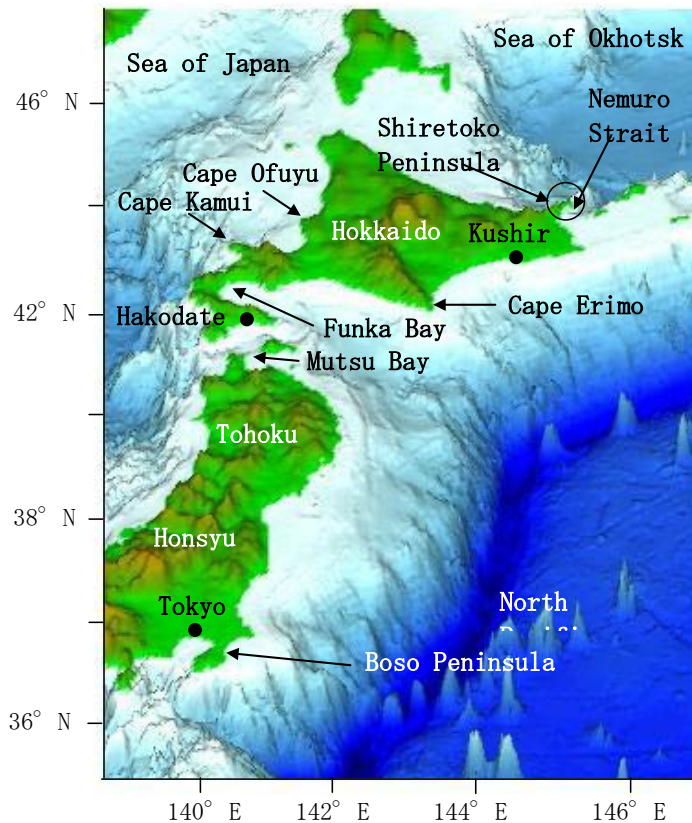 Sea of Japan
Sea of Okhotsk
46° N
Nemuro
Strait
Shiretoko
Peninsula
Cape Ofuyu
Cape Kamui
Hokkaido
Kushir
42° N
Hakodate
Cape Erimo
Funka Bay
Mutsu Bay
Tohoku
38° N
Honsyu
Tokyo
North
Boso Peninsula
36° N
140° E
142° E
144° E
146° E